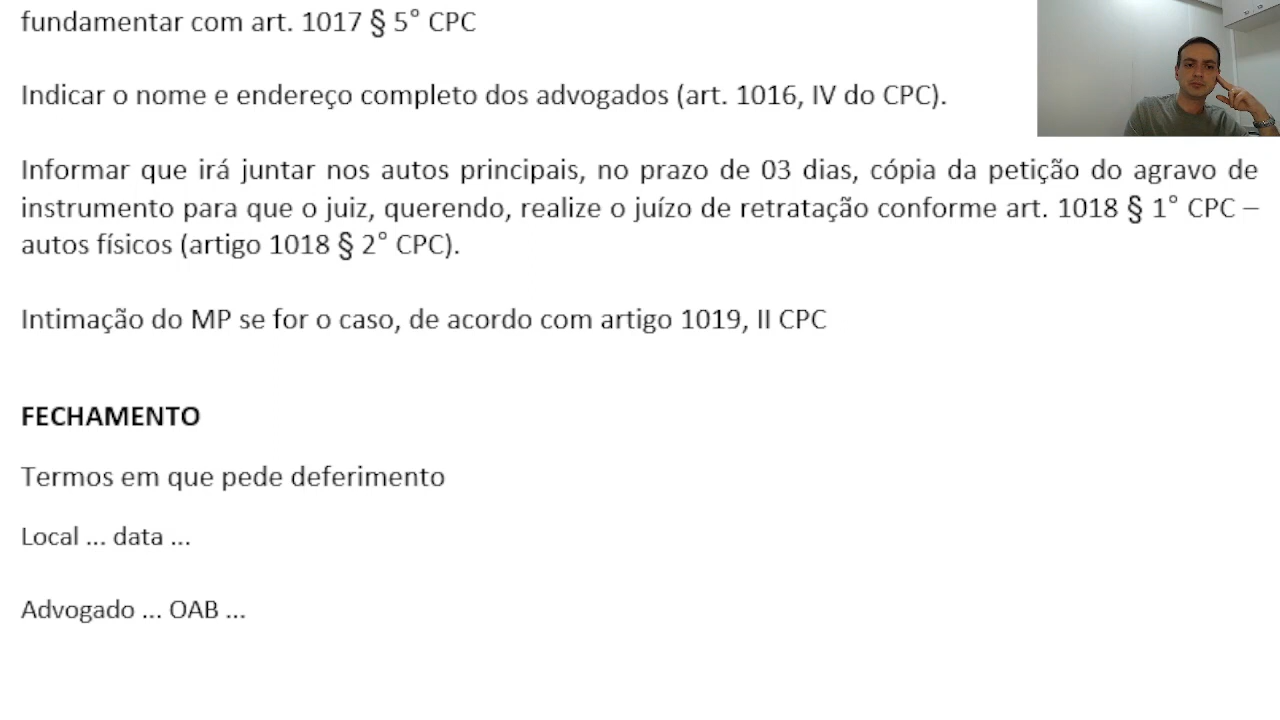 fundamentar com art. 1017 § 5° CPC
Indicar o nome e endereço completo dos advogados (art. 1016, IV do CPC).
Informar que irá juntar nos autos principais, no prazo de 03 dias, cópia da petição do agravo de
instrumento para que o juiz, querendo, realize o juízo de retratação conforme art. 1018 § 1° CPC –
autos físicos (artigo 1018 § 2° CPC).
Intimação do MP se for o caso, de acordo com artigo 1019, II CPC
FECHAMENTO
Termos em que pede deferimento
Local ... data ...
Advogado ... OAB ...